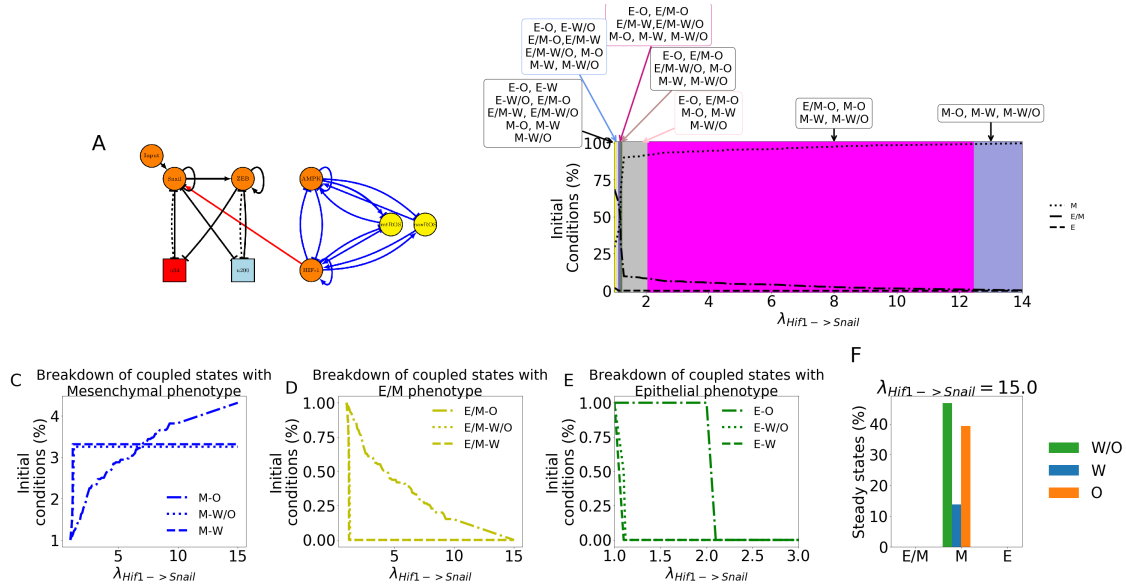 E-O, E/M-O
E/M-W,E/M-W/O
M-O, M-W, M-W/O
E-O, E-W/O
E/M-O,E/M-W
E/M-W/O, M-O
M-W, M-W/O
E-O, E/M-O
E/M-W/O, M-O
M-W, M-W/O
E-O, E-W
E-W/O, E/M-O
E/M-W, E/M-W/O
M-O, M-W
M-W/O
E-O, E/M-O
M-O, M-W
M-W/O
E/M-O, M-O
M-W, M-W/O
M-O, M-W, M-W/O
A
Input
Snail
ZEB
AMPK
mtROS
noxROS
HIF-1
u34
u200
Initial
Conditions (%)
100
75
50
25
0
2
4
6
8
10
12
14
λHif1−>Snail
M
E/M
E
C
Breakdown of coupled states with
Mesenchymal phenotype
Initial
conditions (%)
4
3
2
1
M-O
M-W/O
M-W
5
10
15
λHif1−>Snail
D
Breakdown of coupled states with
E/M phenotype
Initial
conditions (%)
1.00
0.75
0.50
0.25
0.00
E/M-O
E/M-W/O
E/M-W
5
10
15
λHif1−>Snail
E
Breakdown of coupled states with
Epithelial phenotype
Initial
conditions (%)
1.00
0.75
0.50
0.25
0.00
E-O
E-W/O
E-W
1.0
1.5
2.0
2.5
3.0
λHif1−>Snail
F
λHif1−>Snail = 15.0
Steady states (%)
40
30
20
10
0
E/M
M
E
W/O
W
O